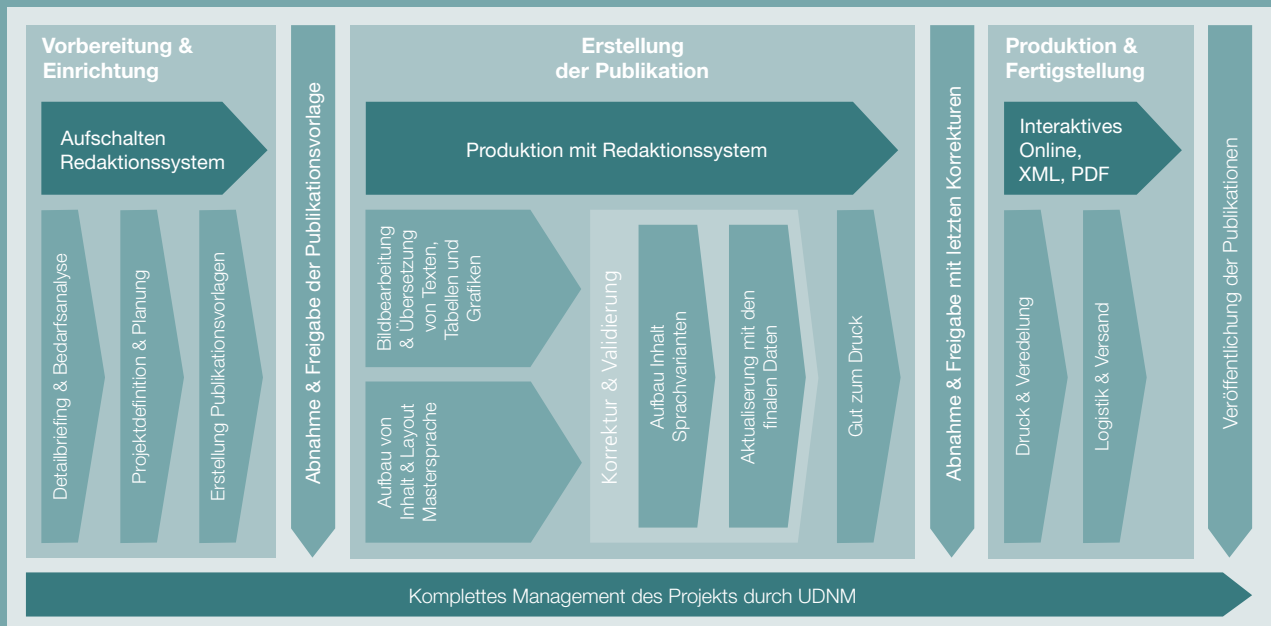 Vorbereitung &
Einrichtung
Aufschalten
Redaktionssystem
Detailbriefing & Bedarfsanalyse
Projektdefinition & Planung
Erstellung Publikationsvorlagen
Abnahme & Freigabe der Publikationsvorlage
Erstellung
der Publikation
Produktion mit Redaktionssystem
Bildbearbeitung
& Übersetzung
von Texten,
Tabellen und
Grafiken
Aufbau von
Inhalt & Layout
Mastersprache
Korrektur & Validierung
Aufbau Inhalt
Sprachvarianten
Aktualiserung mit den
finalen Daten
Gut zum Druck
Abnahme & Freigabe mit letzten Korrekturen
Produktion &
Fertigstellung
Interaktives
Online,
XML, PDF
Druck & Veredelung
Logistik & Versand
Veröffentlichung der Publikationen
Komplettes Management des Projekts durch UDNM